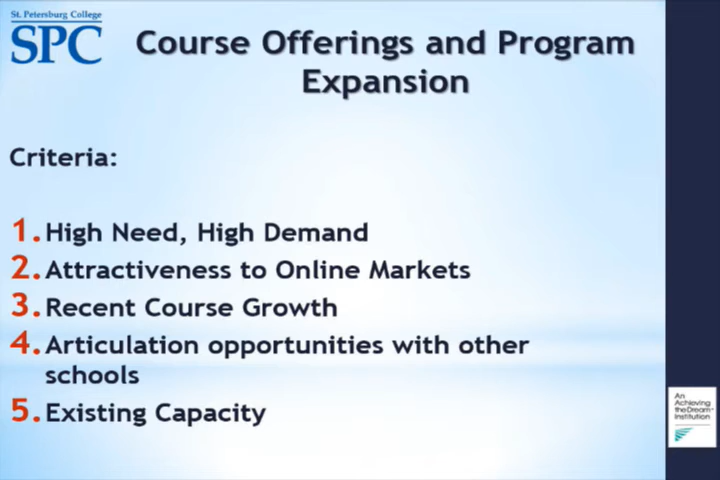 St. Petersburg College
SPC
Course Offerings and Program
Expansion
Criteria:
1. High Need, High Demand
2. Attractiveness to Online Markets
3. Recent Course Growth
4. Articulation opportunities with other
schools
5. Existing Capacity
An
Achieving
the Dream™
Institution